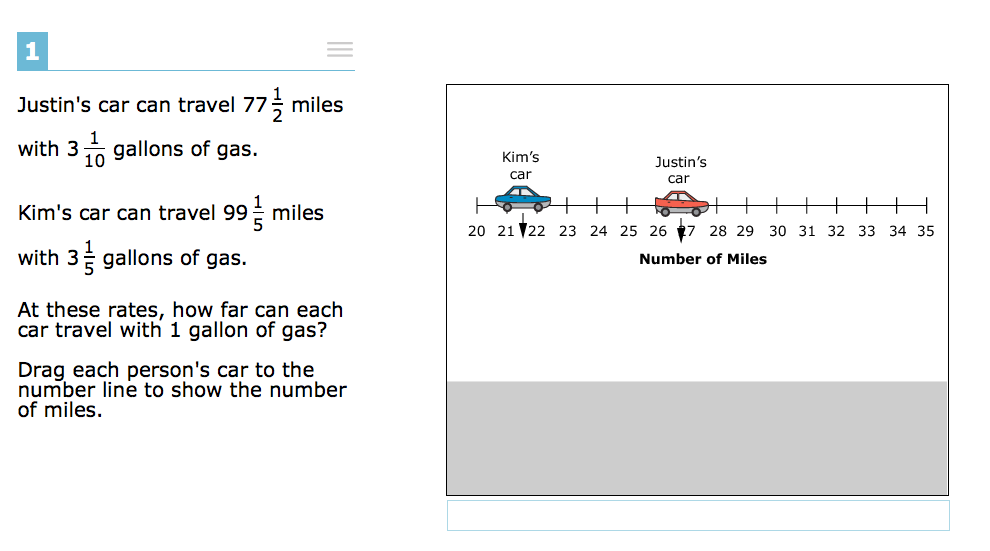 1
Justin's car can travel 77 1/2 miles
with 3 1/10 gallons of gas.
Kim's car can travel 99 1/5 miles
with 3 1/5 gallons of gas.
At these rates, how far can each
car travel with 1 gallon of gas?
Drag each person's car to the
number line to show the number
of miles.
Kim's
car
Justin's
car
20 21 22 23 24 25 26 27 28 29 30 31 32 33 34 35
Number of Miles